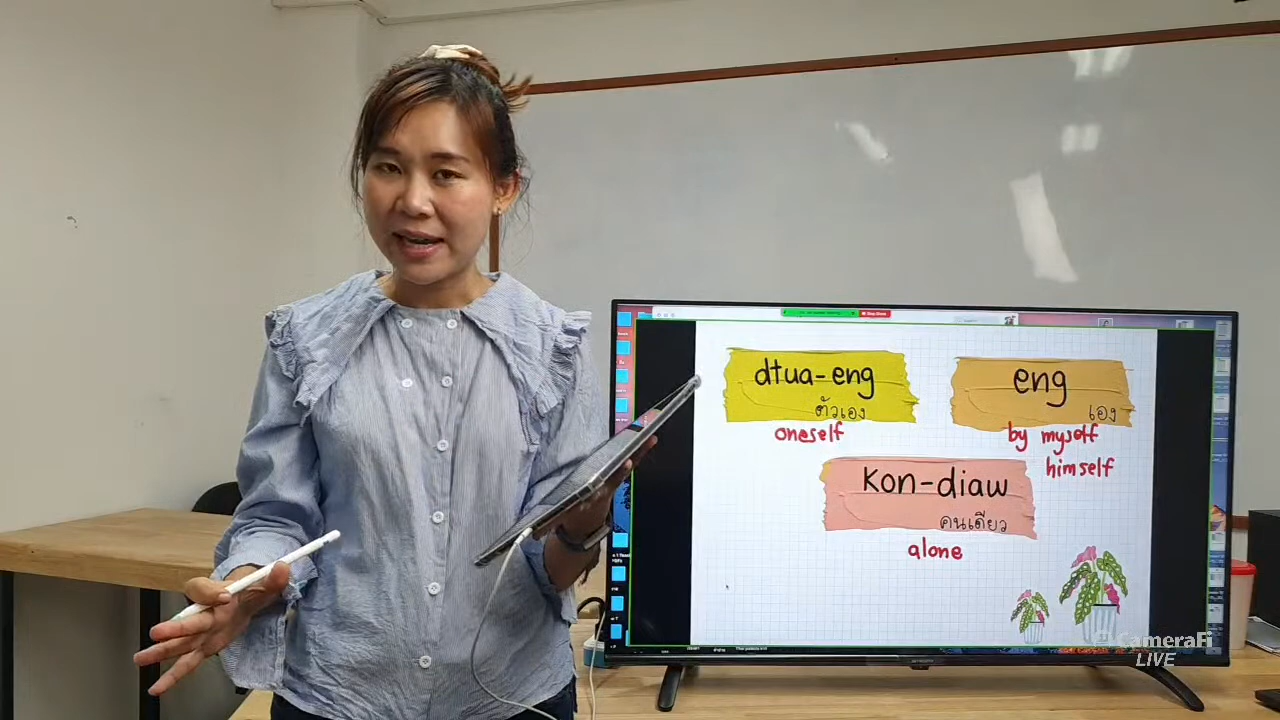 dtua-eng
ตัวเอง
oneself
eng
เอง
by myself
himself
kon-diaw
คนเดียว
alone
CameraFi
LIVE